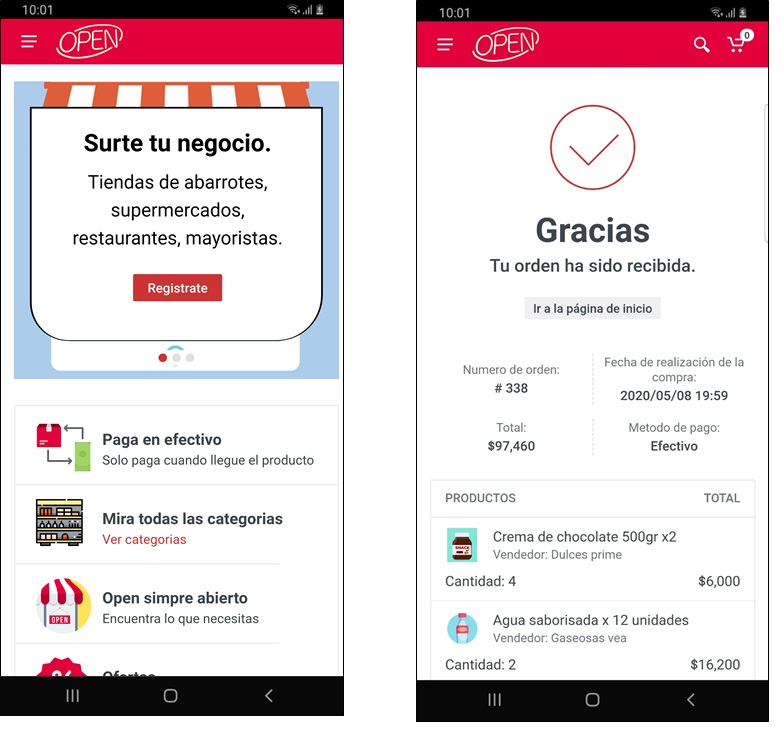 10:01
OPEN
Surte tu negocio.
Tiendas de abarrotes,
supermercados,
restaurantes, mayoristas.
Registrate
Paga en efectivo
Solo paga cuando llegue el producto
Mira todas las categorias
Ver categorias
OPEN
Open simpre abierto
Encuentra lo que necesitas
%
Ofertas
10:01
OPEN
0
Gracias
Tu orden ha sido recibida.
Ir a la página de inicio
Numero de orden:
# 338
Fecha de realización de la
compra:
2020/05/08 19:59
Total:
$97,460
Metodo de pago:
Efectivo
PRODUCTOS TOTAL
SNACK
Crema de chocolate 500gr x2
Vendedor: Dulces prime
Cantidad: 4 $6,000
Agua saborisada x 12 unidades
Vendedor: Gaseosas vea
Cantidad: 2 $16,200